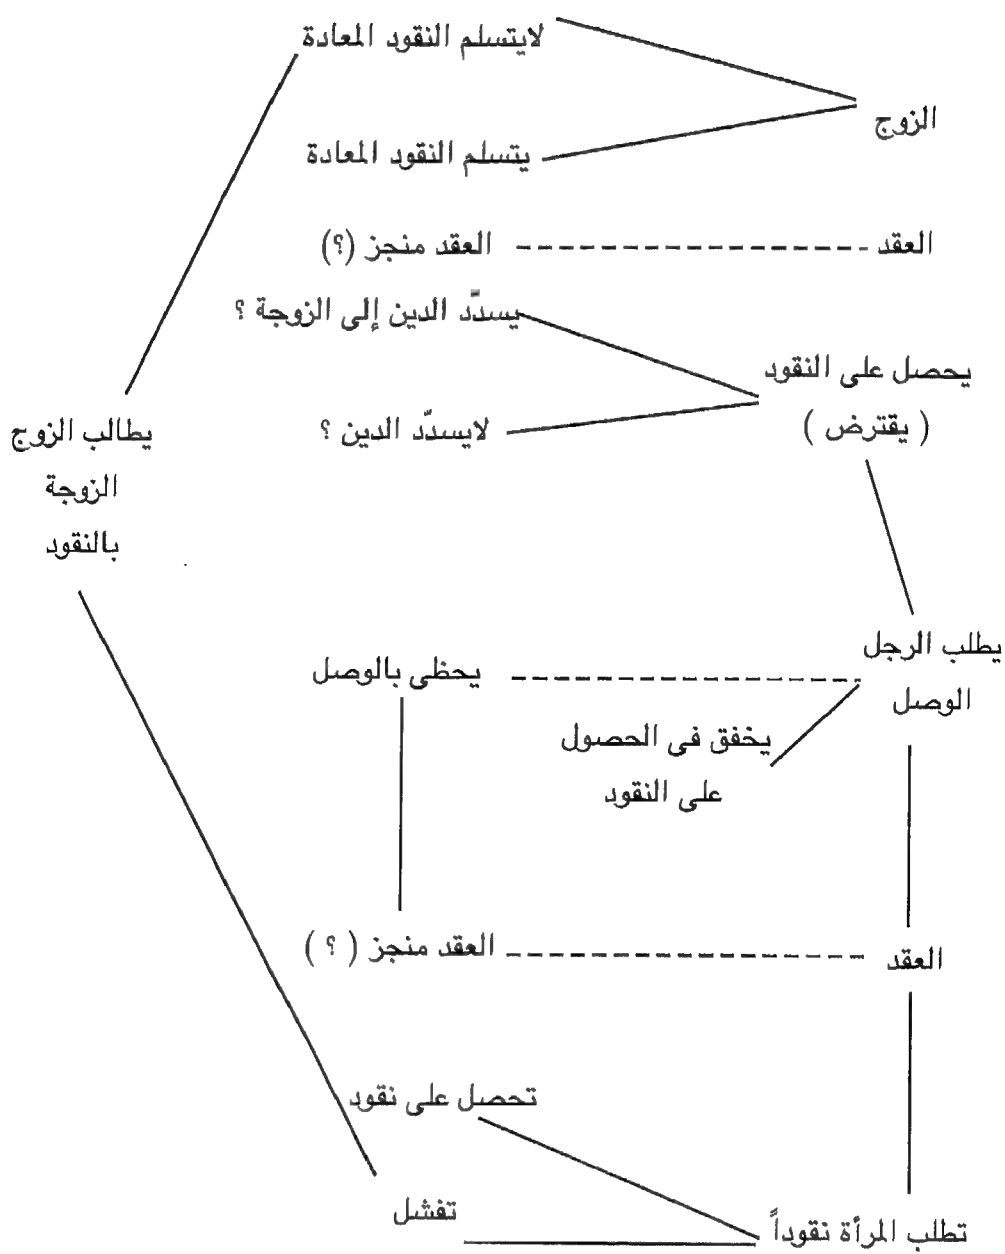 لايتسلم النقود المعادة
الزوج
يتسلم النقود المعادة
العقد
العقد منجز (؟)
يسدّد الدين إلى الزوجة ؟
يحصل على النقود
( يقترض )
لايسدّد الدين ؟
يطالب الزوج
الزوجة
بالنقود
يطلب الرجل
الوصل
يحظى بالوصل
يخفق في الحصول
على النقود
العقد منجز ( ؟ )
العقد
تحصل على نقود
تفشل
تطلب المرأة نقوداً